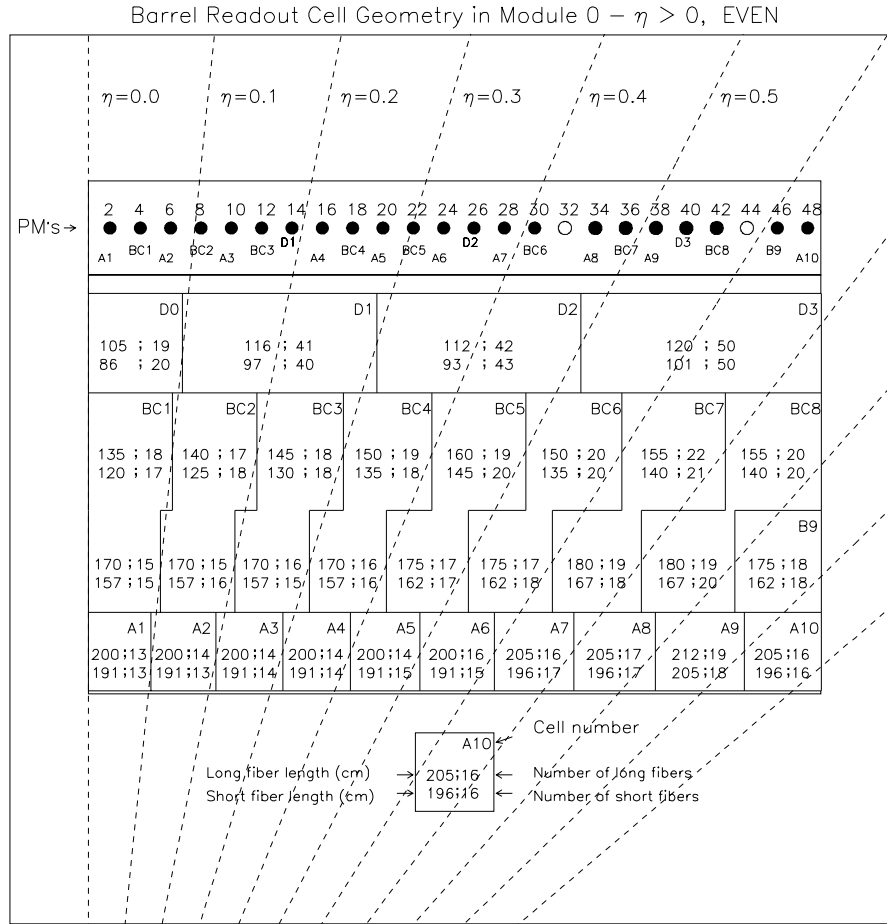 Barrel Readout Cell Geometry in Module 0 − η > 0, EVEN
η=0.0 η=0.1 η=0.2 η=0.3 η=0.4 η=0.5
2 4 6 8 10 12 14 16 18 20 22 24 26 28 30 32 34 36 38 40 42 44 46 48
PM's→
BC1 BC2 BC3 D1 BC4 BC5 D2 BC6 BC7 D3 BC8 B9
A1 A2 A3 A4 A5 A6 A7 A8 A9 A10
D0 D1 D2 D3
105 ; 19 116 ; 41 112 ; 42 120 ; 50
86 ; 20 97 ; 40 93 ; 43 101 ; 50
BC1 BC2 BC3 BC4 BC5 BC6 BC7 BC8
135 ; 18 140 ; 17 145 ; 18 150 ; 19 160 ; 19 150 ; 20 155 ; 22 155 ; 20
120 ; 17 125 ; 18 130 ; 18 135 ; 18 145 ; 20 135 ; 20 140 ; 21 140 ; 20
B9
170 ;15 170 ;15 170 ;16 170 ;16 175 ;17 175 ;17 180 ;19 180 ;19 175 ;18
157 ;15 157 ;16 157 ;15 157 ;16 162 ;17 162 ;18 167 ;18 167 ;20 162 ;18
A1 A2 A3 A4 A5 A6 A7 A8 A9 A10
200;13 200;14 200;14 200;14 200;14 200;16 205;16 205;17 212;19 205;16
191;13 191;13 191;14 191;14 191;15 191;15 196;17 196;17 205;18 196;16
A10 Cell number
Long fiber length (cm) 205;16 Number of long fibers
Short fiber length (cm) 196;16 Number of short fibers